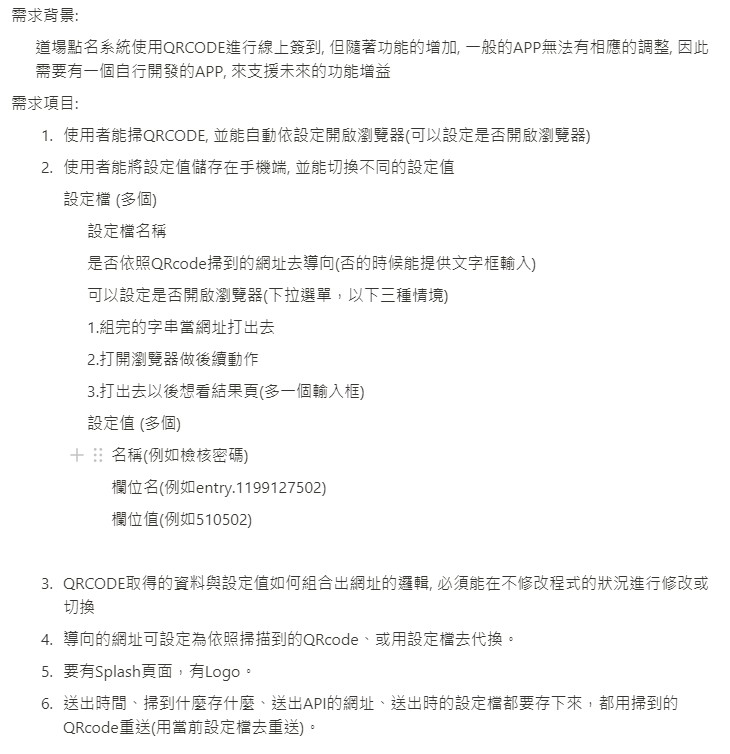 需求背景:
道場點名系統使用QRCODE進行線上簽到, 但隨著功能的增加, 一般的APP無法有相應的調整, 因此
需要有一個自行開發的APP, 來支援未來的功能增益
需求項目:
1. 使用者能掃QRCODE, 並能自動依設定開啟瀏覽器(可以設定是否開啟瀏覽器)
2. 使用者能將設定值儲存在手機端, 並能切換不同的設定值
設定檔 (多個)
設定檔名稱
是否依照QRcode掃到的網址去導向(否的時候能提供文字框輸入)
可以設定是否開啟瀏覽器(下拉選單，以下三種情境)
1.組完的字串當網址打出去
2.打開瀏覽器做後續動作
3.打出去以後想看結果頁(多一個輸入框)
設定值 (多個)
名稱(例如檢核密碼)
欄位名(例如entry.1199127502)
欄位值(例如510502)
3. QRCODE取得的資料與設定值如何組合出網址的邏輯, 必須能在不修改程式的狀況進行修改或
切換
4. 導向的網址可設定為依照掃描到的QRcode、或用設定檔去代換。
5. 要有Splash頁面，有Logo。
6. 送出時間、掃到什麼存什麼、送出API的網址、送出時的設定檔都要存下來，都用掃到的
QRcode重送(用當前設定檔去重送)。